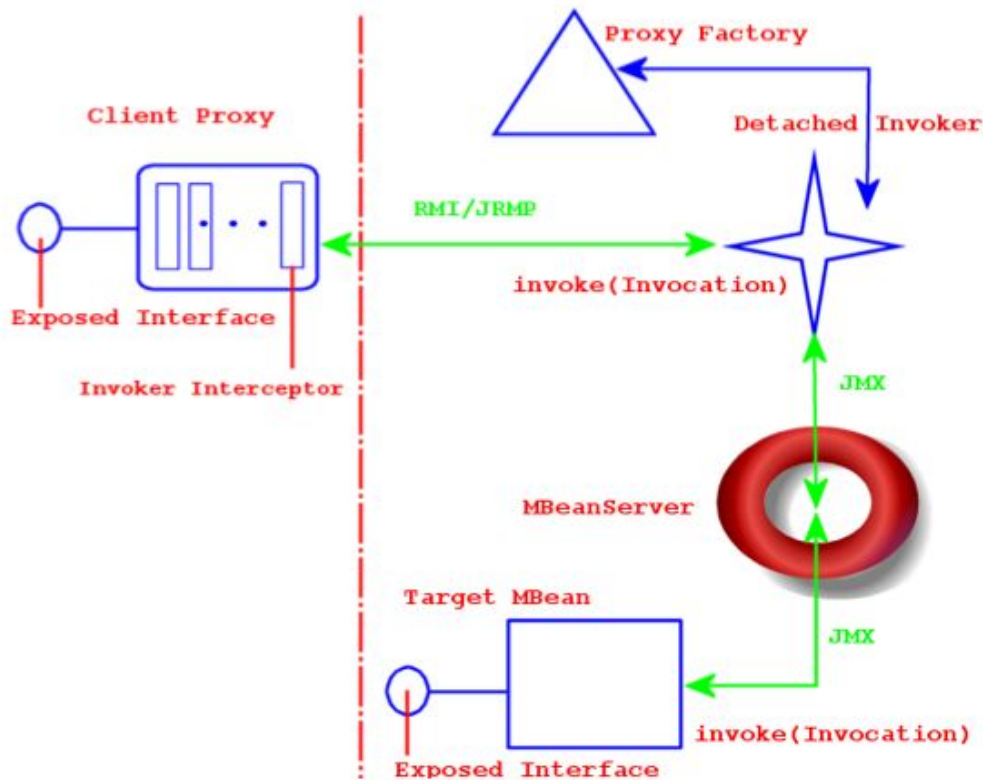 Proxy Factory
Client Proxy
Detached Invoker
RMI/JRMP
invoke(Invocation)
Exposed Interface
Invoker Interceptor
JMX
MBeanServer
Target MBean
JMX
invoke(Invocation)
Exposed Interface